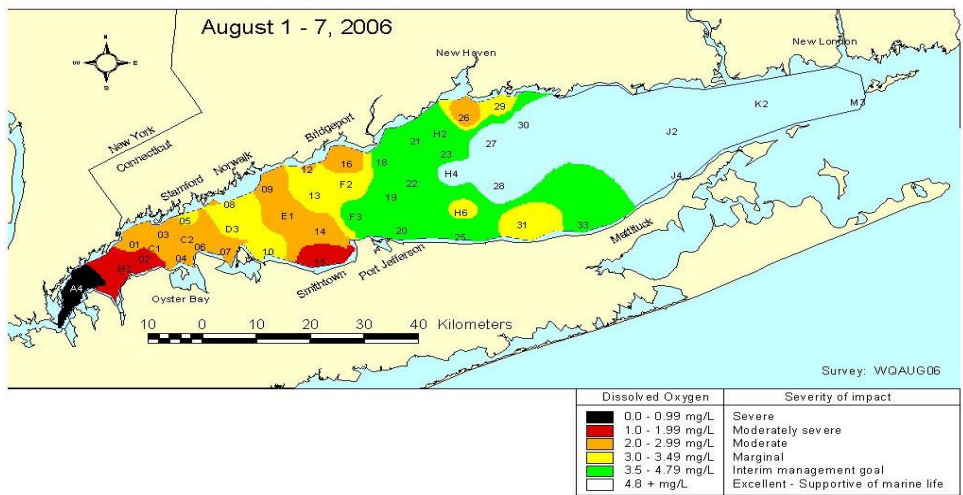 August 1 - 7, 2006
New Haven
New London
N
W E
S
New York
Connecticut
Stamford
Norwalk
Bridgeport
A4
B3
01
02
03
C1
C2
04
05
06
07
08
D3
09
10
E1
12
13
14
15
16
F2
F3
18
19
20
21
22
23
H2
H4
H6
25
26
27
28
29
30
31
33
J2
J4
K2
M3
Oyster Bay
Smithtown
Port Jefferson
Mattituck
10 0 10 20 30 40 Kilometers
Survey: WQAUG06
Dissolved Oxygen Severity of impact
0.0 - 0.99 mg/L Severe
1.0 - 1.99 mg/L Moderately severe
2.0 - 2.99 mg/L Moderate
3.0 - 3.49 mg/L Marginal
3.5 - 4.79 mg/L Interim management goal
4.8 + mg/L Excellent - Supportive of marine life